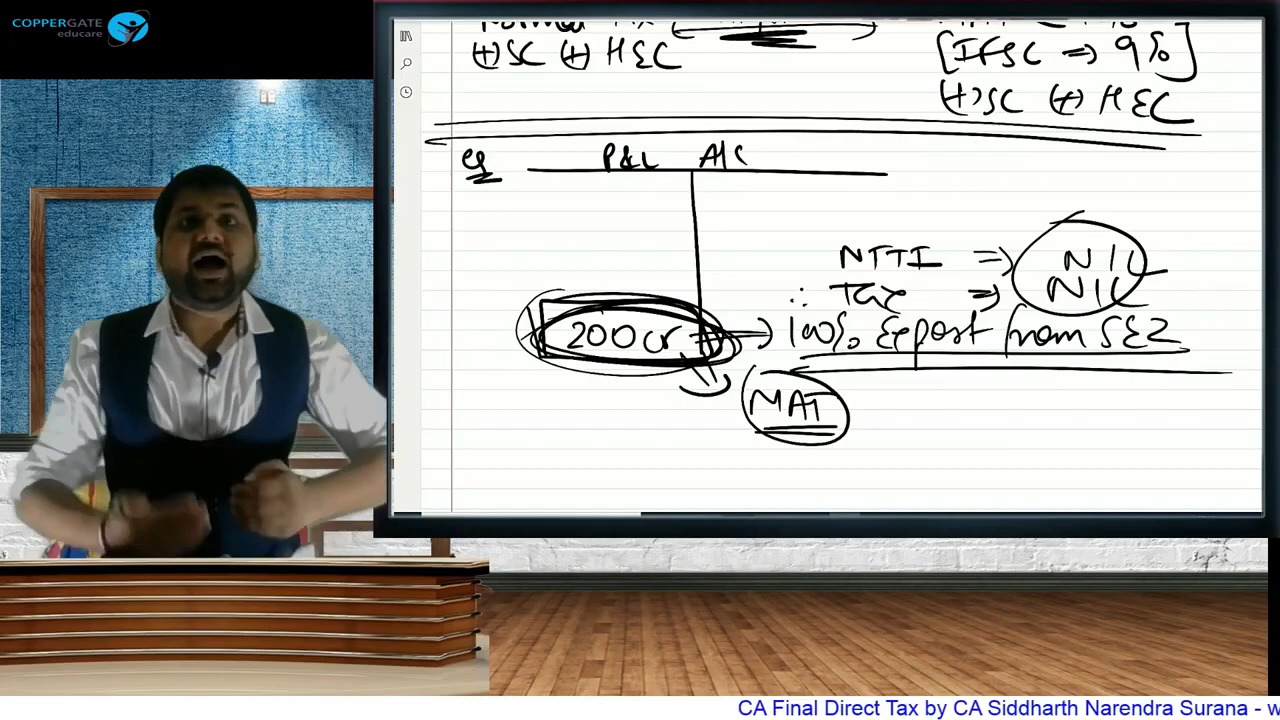 COPPERGATE
educare
(+) SC (+) HEC
[IFSC => 9%]
(+) SC (+) HEC
eg
P&L A/C
NTTI => NIL
∴ Tax => NIL
200cr → 100% Export from SEZ
MAT
CA Final Direct Tax by CA Siddharth Narendra Surana - w